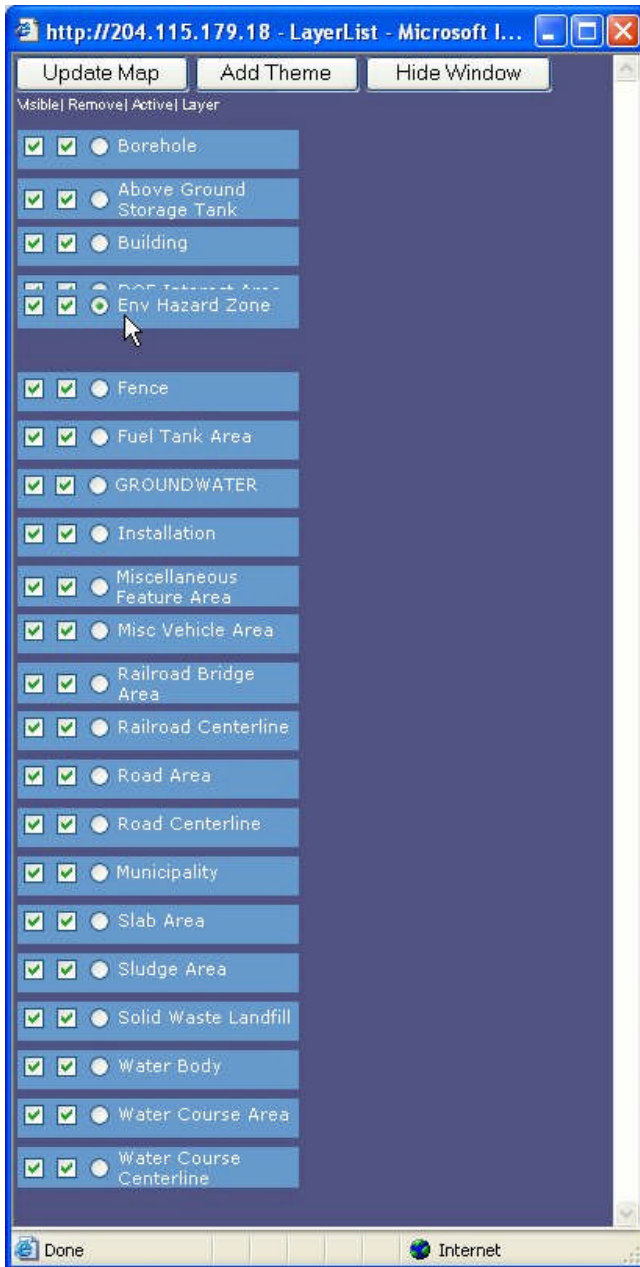 http://204.115.179.18 - LayerList - Microsoft I...
Update Map Add Theme Hide Window
Visible| Remove| Active| Layer
Borehole
Above Ground
Storage Tank
Building
DOE Interest Area
Env Hazard Zone
Fence
Fuel Tank Area
GROUNDWATER
Installation
Miscellaneous
Feature Area
Misc Vehicle Area
Railroad Bridge
Area
Railroad Centerline
Road Area
Road Centerline
Municipality
Slab Area
Sludge Area
Solid Waste Landfill
Water Body
Water Course Area
Water Course
Centerline
Done Internet